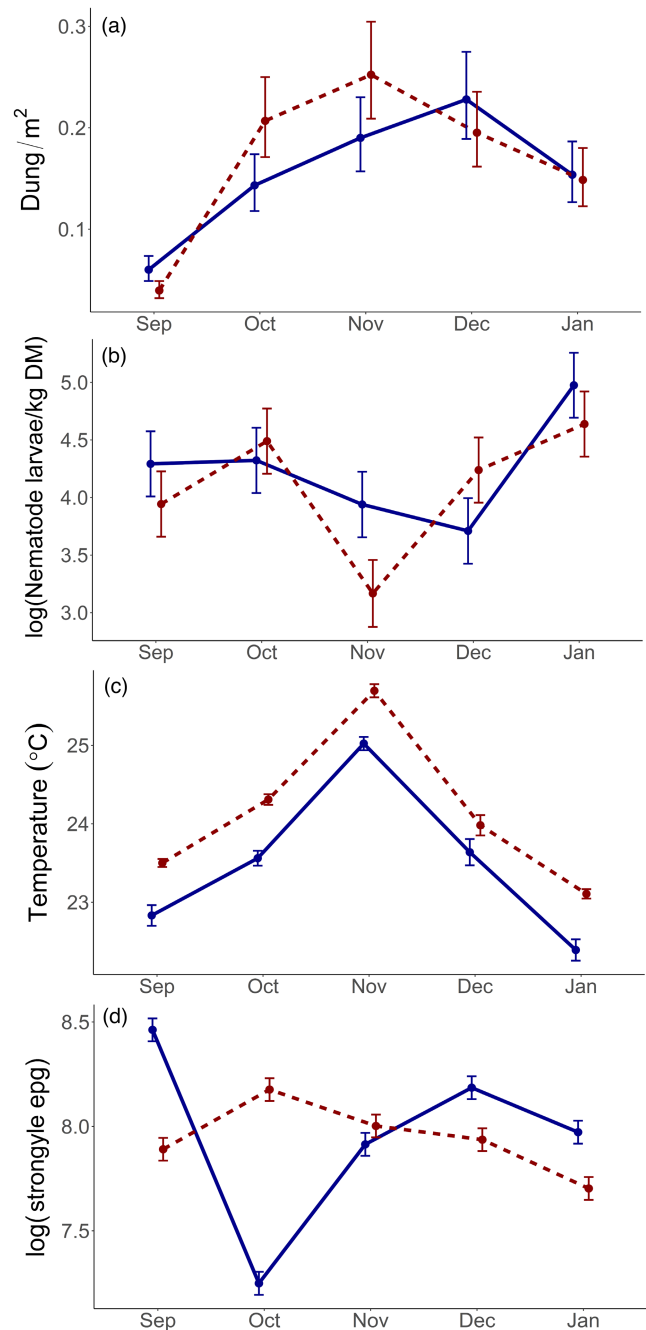 (a)
Dung/m²
0.3
0.2
0.1
Sep Oct Nov Dec Jan
(b)
log(Nematode larvae/kg DM)
5.0
4.5
4.0
3.5
3.0
Sep Oct Nov Dec Jan
(c)
Temperature (°C)
25
24
23
Sep Oct Nov Dec Jan
(d)
log( strongyle epg)
8.5
8.0
7.5
Sep Oct Nov Dec Jan